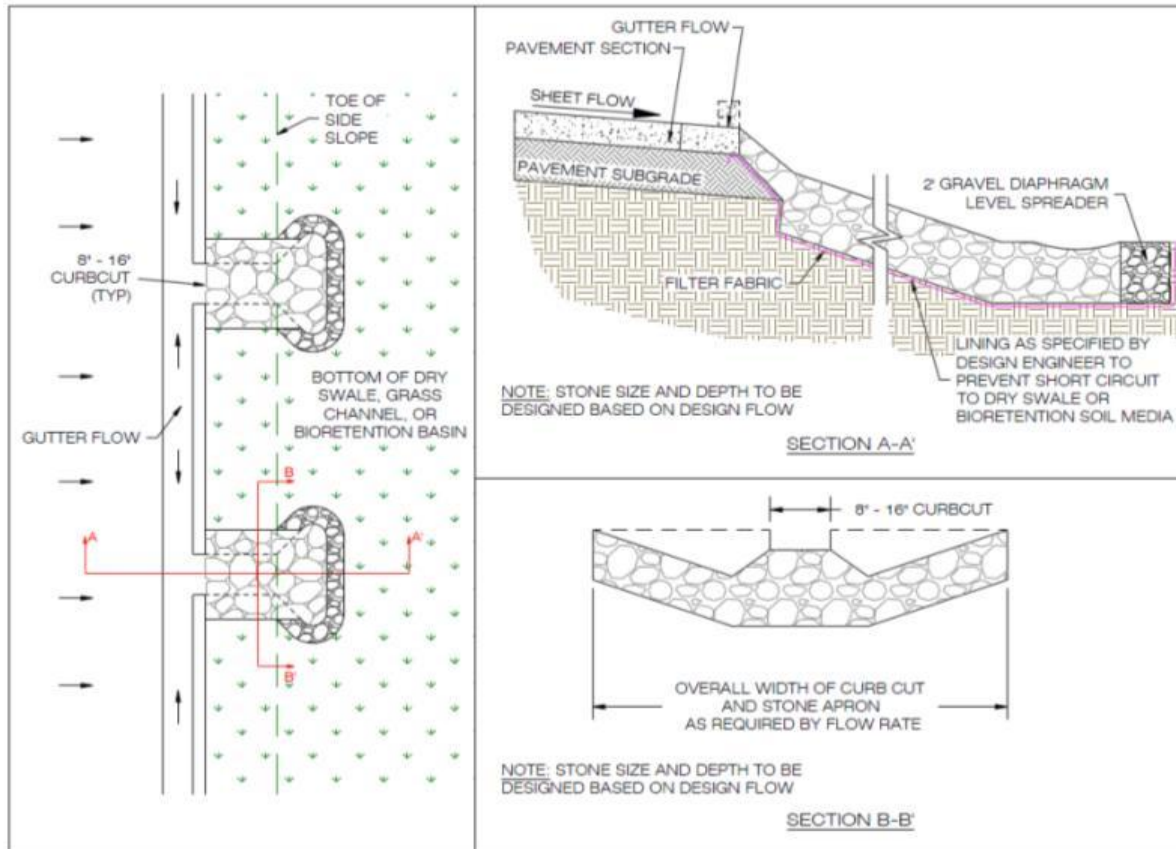 TOE OF
SIDE
SLOPE
8" - 16"
CURBCUT
(TYP)
BOTTOM OF DRY
SWALE, GRASS
CHANNEL, OR
BIORETENTION BASIN
GUTTER FLOW
B
A
A'
B'
GUTTER FLOW
PAVEMENT SECTION
SHEET FLOW
PAVEMENT SUBGRADE
2' GRAVEL DIAPHRAGM
LEVEL SPREADER
FILTER FABRIC
LINING AS SPECIFIED BY
DESIGN ENGINEER TO
PREVENT SHORT CIRCUIT
TO DRY SWALE OR
BIORETENTION SOIL MEDIA
NOTE: STONE SIZE AND DEPTH TO BE
DESIGNED BASED ON DESIGN FLOW
SECTION A-A'
8" - 16" CURBCUT
OVERALL WIDTH OF CURB CUT
AND STONE APRON
AS REQUIRED BY FLOW RATE
NOTE: STONE SIZE AND DEPTH TO BE
DESIGNED BASED ON DESIGN FLOW
SECTION B-B'